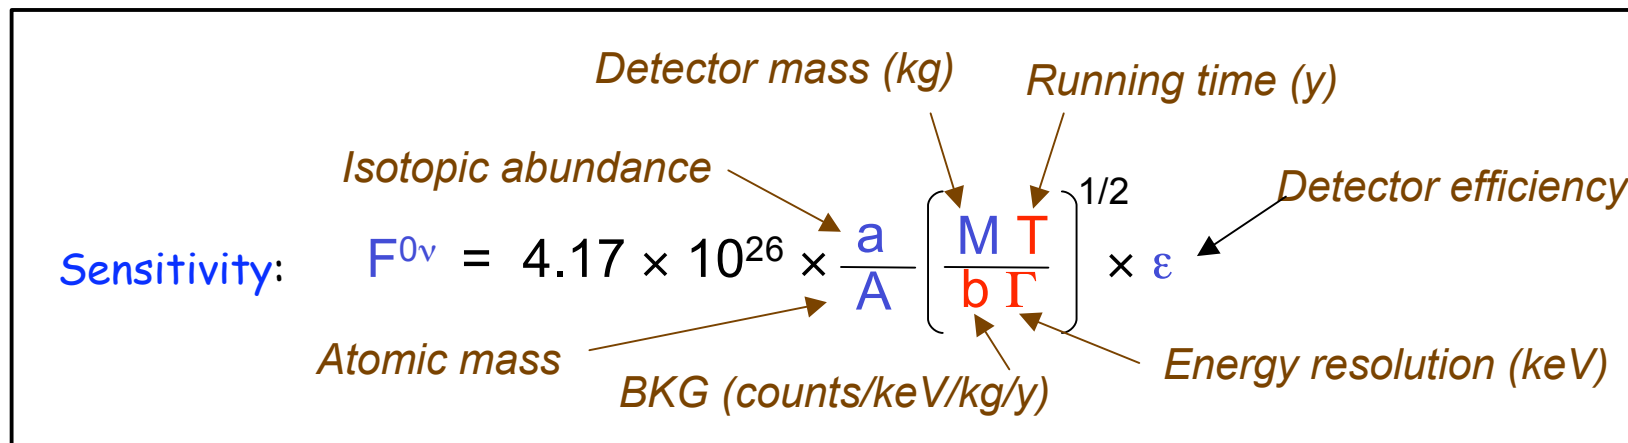 Detector mass (kg)
Running time (y)
Isotopic abundance
Detector efficiency
Sensitivity: F⁰ᵛ = 4.17 × 10²⁶ × a/A (M T / b Γ)^1/2 × ε
Atomic mass
BKG (counts/keV/kg/y)
Energy resolution (keV)